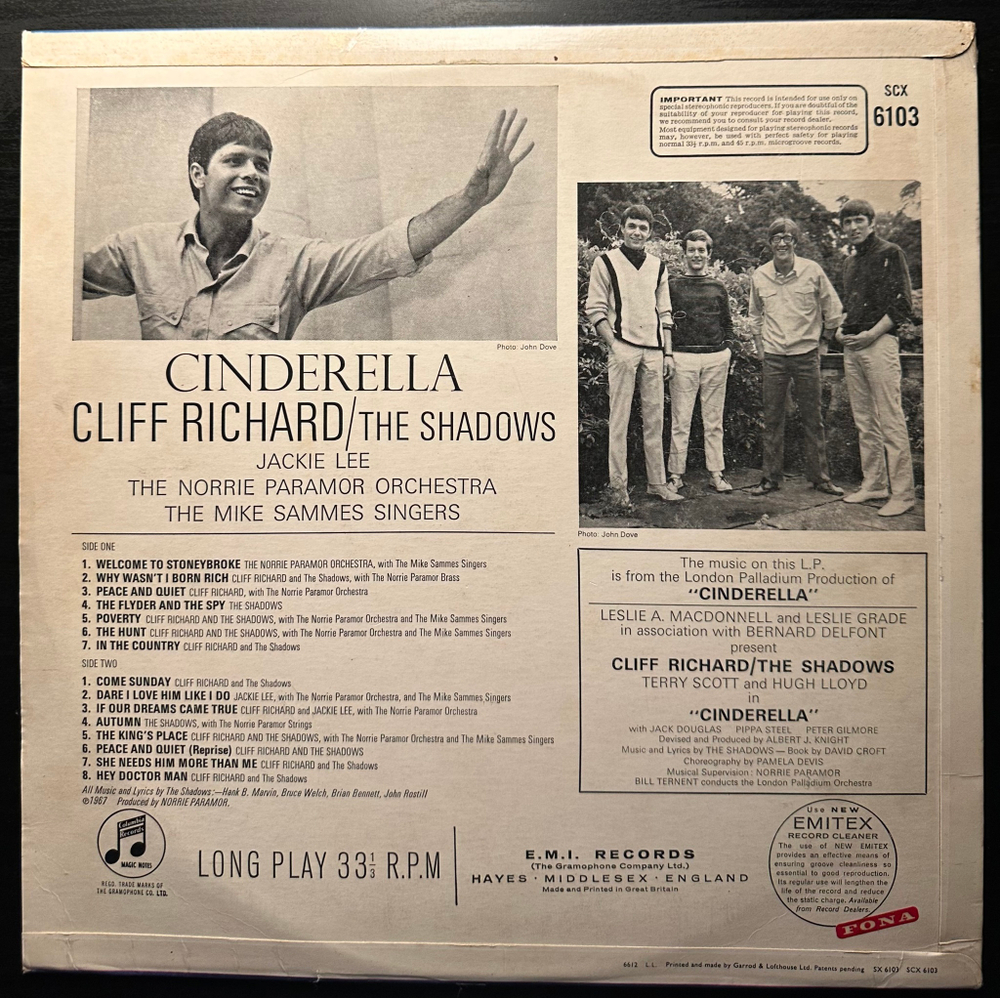 IMPORTANT This record is intended for use only on
special stereophonic reproducers. If you are doubtful of the
suitability of your reproducer for playing this record,
we recommend you to consult your record dealer.
Most equipment designed for playing stereophonic records
may, however, be used with perfect safety for playing
normal 33⅓ r.p.m. and 45 r.p.m. microgroove records.
SCX
6103
Photo: John Dove
CINDERELLA
CLIFF RICHARD/THE SHADOWS
JACKIE LEE
THE NORRIE PARAMOR ORCHESTRA
THE MIKE SAMMES SINGERS
SIDE ONE
1. WELCOME TO STONEYBROKE THE NORRIE PARAMOR ORCHESTRA, with The Mike Sammes Singers
2. WHY WASN'T I BORN RICH CLIFF RICHARD and The Shadows, with The Norrie Paramor Brass
3. PEACE AND QUIET CLIFF RICHARD, with The Norrie Paramor Orchestra
4. THE FLYDER AND THE SPY THE SHADOWS
5. POVERTY CLIFF RICHARD AND THE SHADOWS, with The Norrie Paramor Orchestra and The Mike Sammes Singers
6. THE HUNT CLIFF RICHARD AND THE SHADOWS, with The Norrie Paramor Orchestra and The Mike Sammes Singers
7. IN THE COUNTRY CLIFF RICHARD and The Shadows
SIDE TWO
1. COME SUNDAY CLIFF RICHARD and The Shadows
2. DARE I LOVE HIM LIKE I DO JACKIE LEE, with The Norrie Paramor Orchestra, and The Mike Sammes Singers
3. IF OUR DREAMS CAME TRUE CLIFF RICHARD and JACKIE LEE, with The Norrie Paramor Orchestra
4. AUTUMN THE SHADOWS, with The Norrie Paramor Strings
5. THE KING'S PLACE CLIFF RICHARD AND THE SHADOWS, with The Norrie Paramor Orchestra and The Mike Sammes Singers
6. PEACE AND QUIET (Reprise) CLIFF RICHARD AND THE SHADOWS
7. SHE NEEDS HIM MORE THAN ME CLIFF RICHARD and The Shadows
8. HEY DOCTOR MAN CLIFF RICHARD and The Shadows
All Music and Lyrics by The Shadows:—Hank B. Marvin, Bruce Welch, Brian Bennett, John Rostill
℗1967 Produced by NORRIE PARAMOR.
Photo: John Dove
The music on this L.P.
is from the London Palladium Production of
"CINDERELLA"
LESLIE A. MACDONNELL and LESLIE GRADE
in association with BERNARD DELFONT
present
CLIFF RICHARD/THE SHADOWS
TERRY SCOTT and HUGH LLOYD
in
"CINDERELLA"
with JACK DOUGLAS PIPPA STEEL PETER GILMORE
Devised and Produced by ALBERT J. KNIGHT
Music and Lyrics by THE SHADOWS — Book by DAVID CROFT
Choreography by PAMELA DEVIS
Musical Supervision: NORRIE PARAMOR
BILL TERNENT conducts the London Palladium Orchestra
Columbia
Records
MAGIC NOTES
REGD. TRADE MARKS OF
THE GRAMOPHONE CO. LTD.
LONG PLAY 33⅓ R.P.M
E.M.I. RECORDS
(The Gramophone Company Ltd.)
HAYES · MIDDLESEX · ENGLAND
Made and Printed in Great Britain
Use NEW
EMITEX
RECORD CLEANER
The use of NEW EMITEX
provides an effective means of
ensuring groove cleanliness so
essential to good reproduction.
Its regular use will lengthen the
life of the record and reduce
the static charge. Available
from Record Dealers.
FONA
6612 L.L. Printed and made by Garrod & Lofthouse Ltd. Patents pending SX 6103 SCX 6103